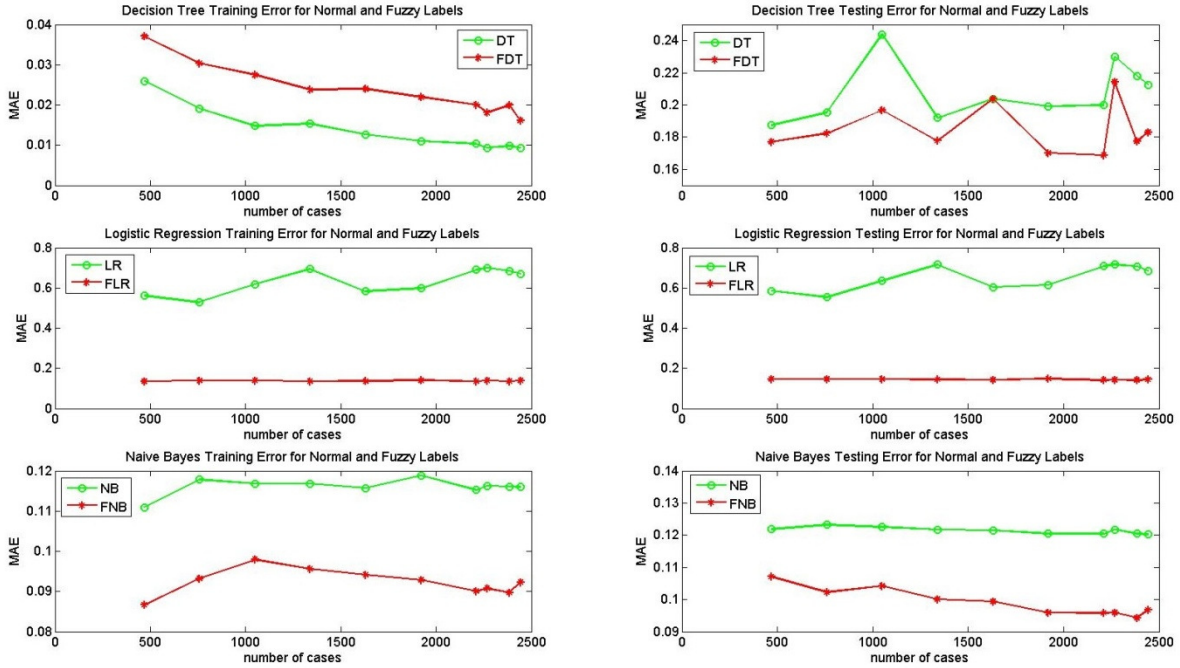 Decision Tree Training Error for Normal and Fuzzy Labels
0.04
0.03
0.02
0.01
0
MAE
DT
FDT
0 500 1000 1500 2000 2500
number of cases
Decision Tree Testing Error for Normal and Fuzzy Labels
0.24
0.22
0.2
0.18
0.16
MAE
DT
FDT
0 500 1000 1500 2000 2500
number of cases
Logistic Regression Training Error for Normal and Fuzzy Labels
0.8
0.6
0.4
0.2
0
MAE
LR
FLR
0 500 1000 1500 2000 2500
number of cases
Logistic Regression Testing Error for Normal and Fuzzy Labels
0.8
0.6
0.4
0.2
0
MAE
LR
FLR
0 500 1000 1500 2000 2500
number of cases
Naive Bayes Training Error for Normal and Fuzzy Labels
0.12
0.11
0.1
0.09
0.08
MAE
NB
FNB
0 500 1000 1500 2000 2500
number of cases
Naive Bayes Testing Error for Normal and Fuzzy Labels
0.14
0.13
0.12
0.11
0.1
0.09
MAE
NB
FNB
0 500 1000 1500 2000 2500
number of cases